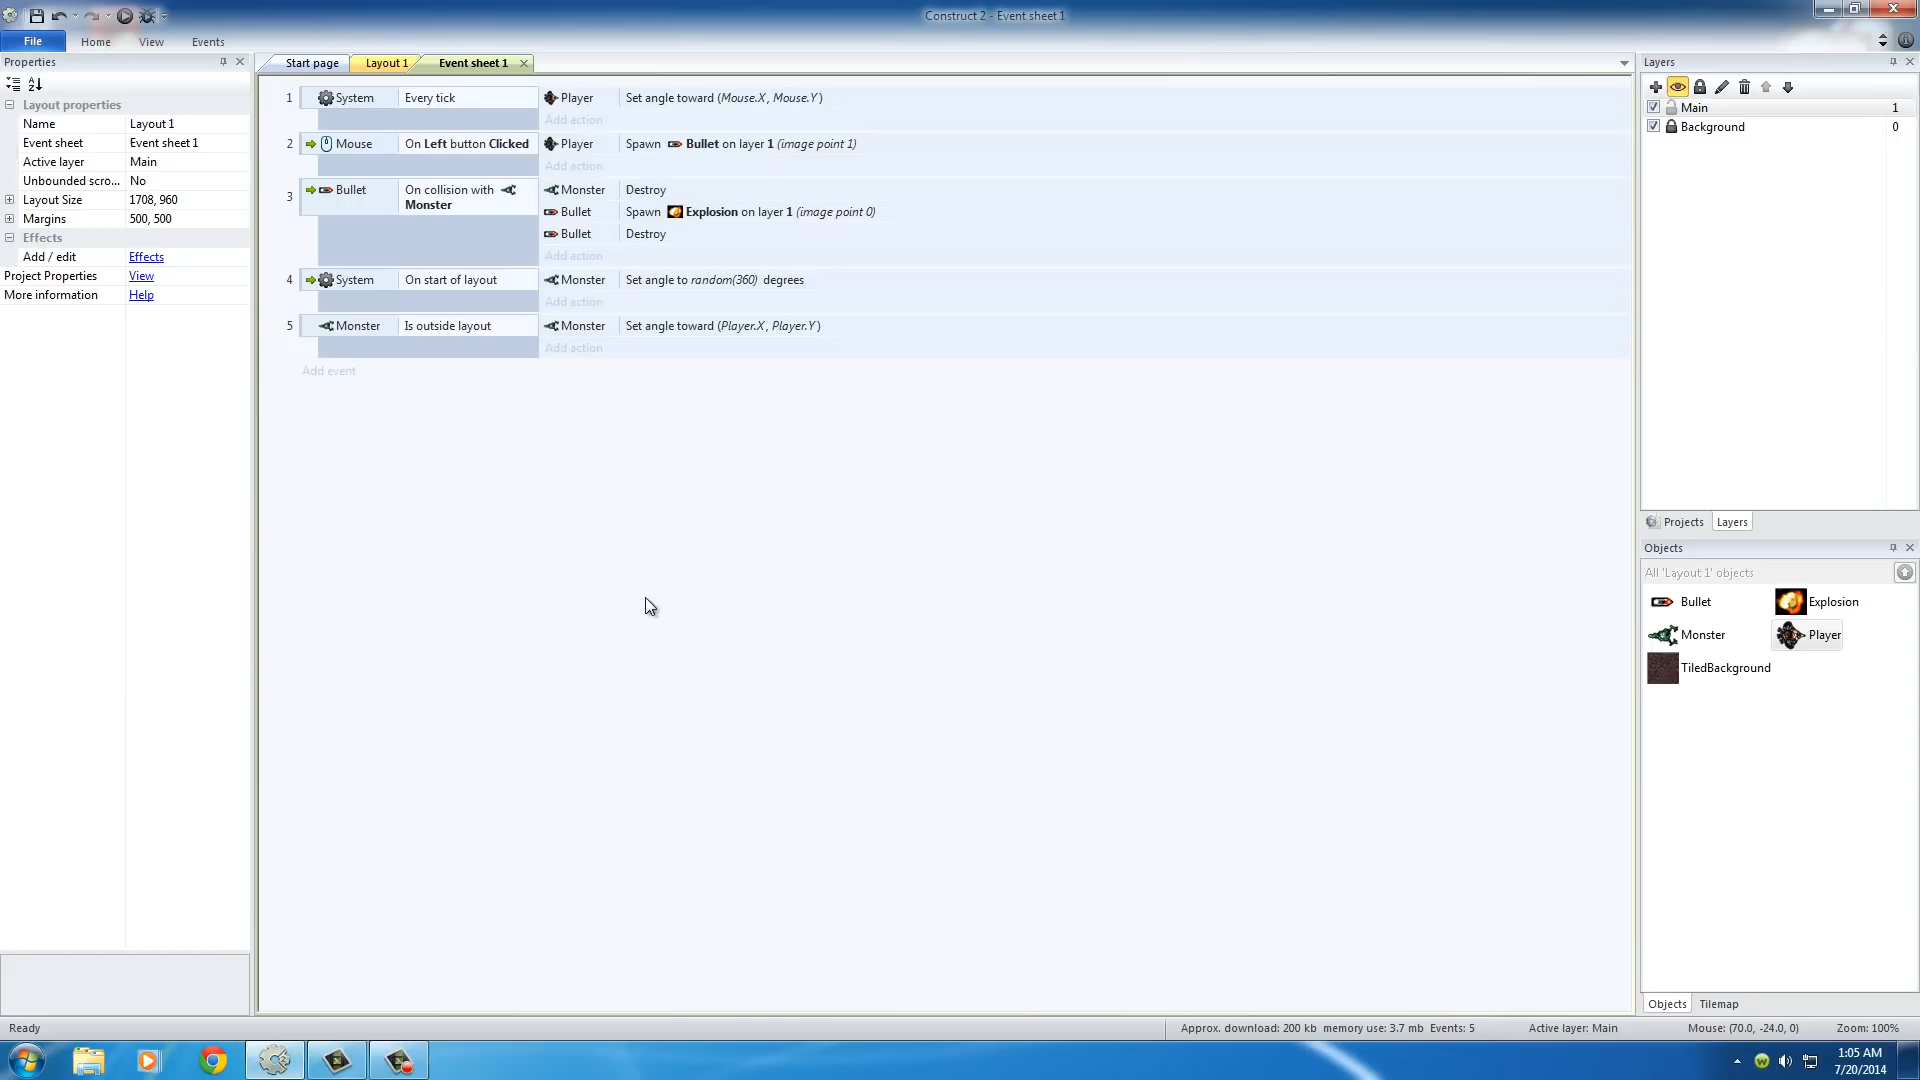 Construct 2 - Event sheet 1
File
Home
View
Events
Properties
Layout properties
Name
Layout 1
Event sheet
Event sheet 1
Active layer
Main
Unbounded scro...
No
Layout Size
1708, 960
Margins
500, 500
Effects
Add / edit
Effects
Project Properties
View
More information
Help
Start page
Layout 1
Event sheet 1
1
System
Every tick
Player
Set angle toward (Mouse.X, Mouse.Y)
Add action
2
Mouse
On Left button Clicked
Player
Spawn Bullet on layer 1 (image point 1)
Add action
3
Bullet
On collision with
Monster
Monster
Destroy
Bullet
Spawn Explosion on layer 1 (image point 0)
Bullet
Destroy
Add action
4
System
On start of layout
Monster
Set angle to random(360) degrees
Add action
5
Monster
Is outside layout
Monster
Set angle toward (Player.X, Player.Y)
Add action
Add event
Layers
Main
1
Background
0
Projects
Layers
Objects
All 'Layout 1' objects
Bullet
Explosion
Monster
Player
TiledBackground
Objects
Tilemap
Ready
Approx. download: 200 kb memory use: 3.7 mb Events: 5
Active layer: Main
Mouse: (70.0, -24.0, 0)
Zoom: 100%
1:05 AM
7/20/2014